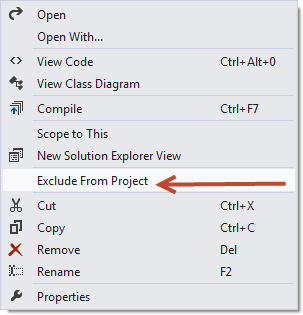 Open
Open With...
View Code Ctrl+Alt+0
View Class Diagram
Compile Ctrl+F7
Scope to This
New Solution Explorer View
Exclude From Project
Cut Ctrl+X
Copy Ctrl+C
Remove Del
Rename F2
Properties